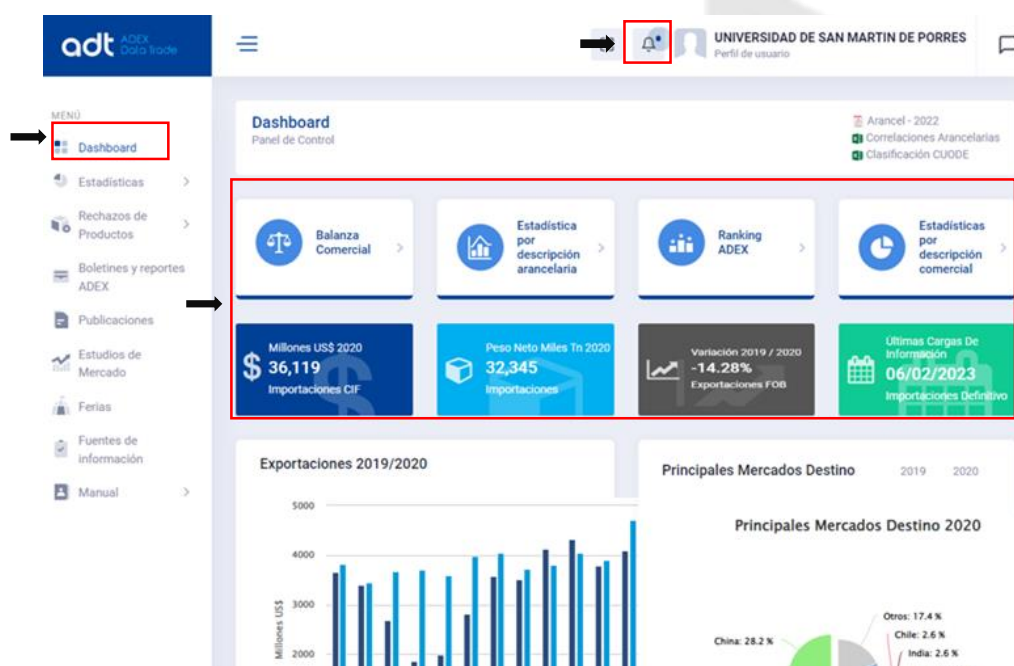 adt ADEX
Data Trade
UNIVERSIDAD DE SAN MARTIN DE PORRES
Perfil de usuario
MENÚ
Dashboard
Estadísticas
Rechazos de
Productos
Boletines y reportes
ADEX
Publicaciones
Estudios de
Mercado
Ferias
Fuentes de
información
Manual
Dashboard
Panel de Control
Arancel - 2022
Correlaciones Arancelarias
Clasificación CUODE
Balanza
Comercial
Estadística
por
descripción
arancelaria
Ranking
ADEX
Estadísticas
por
descripción
comercial
Millones US$ 2020
36,119
Importaciones CIF
Peso Neto Miles Tn 2020
32,345
Importaciones
Variación 2019 / 2020
-14.28%
Exportaciones FOB
Últimas Cargas De
Información
06/02/2023
Importaciones Definitivo
Exportaciones 2019/2020
5000
4000
3000
2000
Millones US$
Principales Mercados Destino
2019 2020
Principales Mercados Destino 2020
Otros: 17.4 %
Chile: 2.6 %
India: 2.6 %
China: 28.2 %